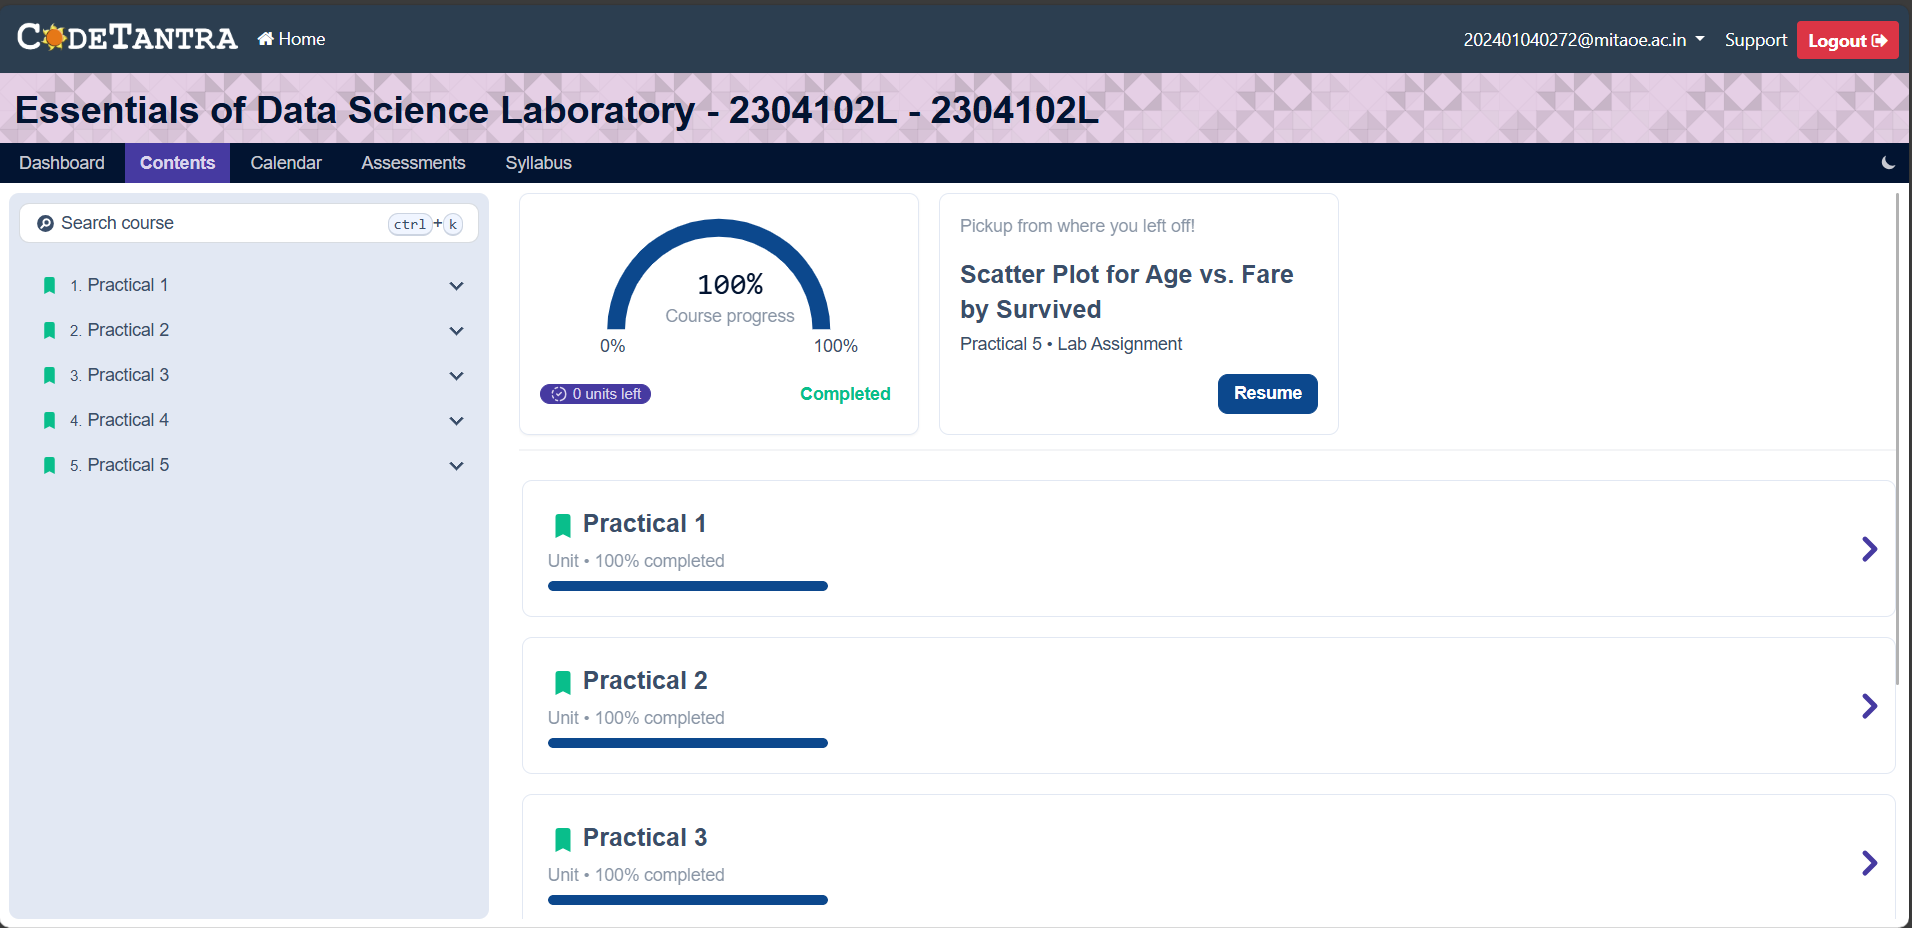 CODETANTRA
Home
202401040272@mitaoe.ac.in
Support
Logout
Essentials of Data Science Laboratory - 2304102L - 2304102L
Dashboard
Contents
Calendar
Assessments
Syllabus
Search course
ctrl + k
1. Practical 1
2. Practical 2
3. Practical 3
4. Practical 4
5. Practical 5
100%
Course progress
0%
100%
0 units left
Completed
Pickup from where you left off!
Scatter Plot for Age vs. Fare
by Survived
Practical 5 • Lab Assignment
Resume
Practical 1
Unit • 100% completed
Practical 2
Unit • 100% completed
Practical 3
Unit • 100% completed